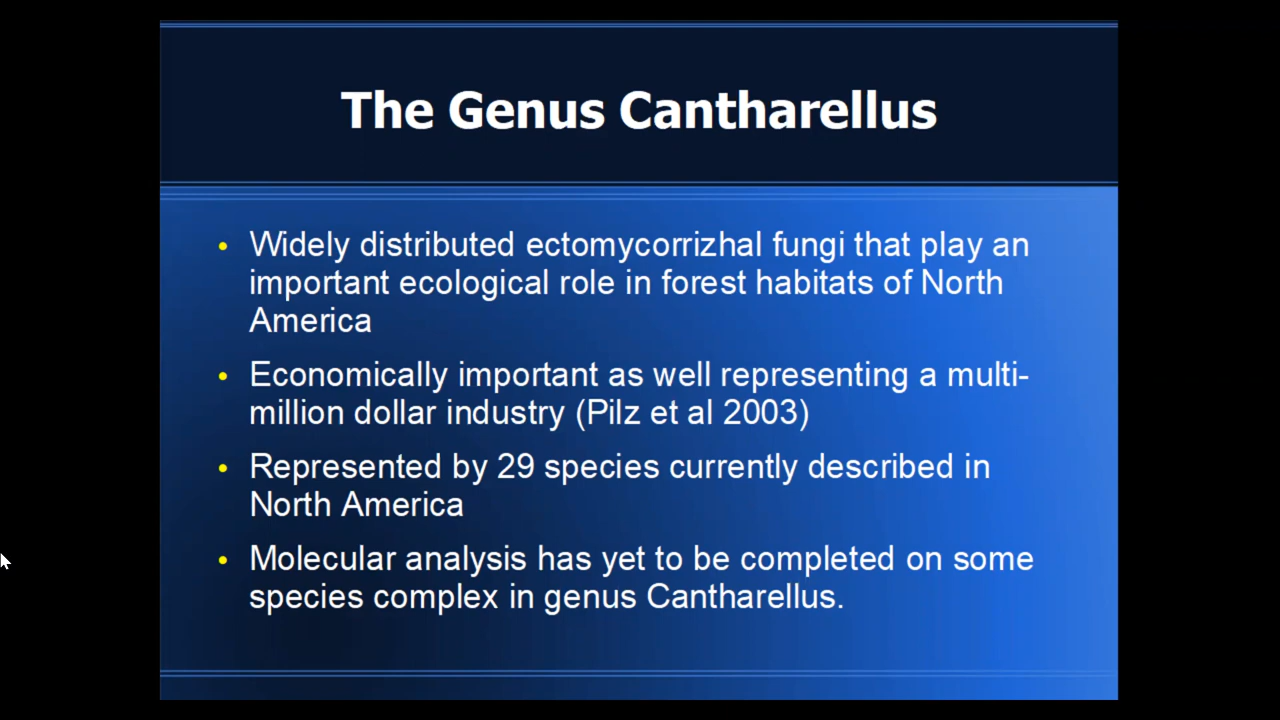 The Genus Cantharellus
• Widely distributed ectomycorrizhal fungi that play an
important ecological role in forest habitats of North
America
• Economically important as well representing a multi-
million dollar industry (Pilz et al 2003)
• Represented by 29 species currently described in
North America
• Molecular analysis has yet to be completed on some
species complex in genus Cantharellus.